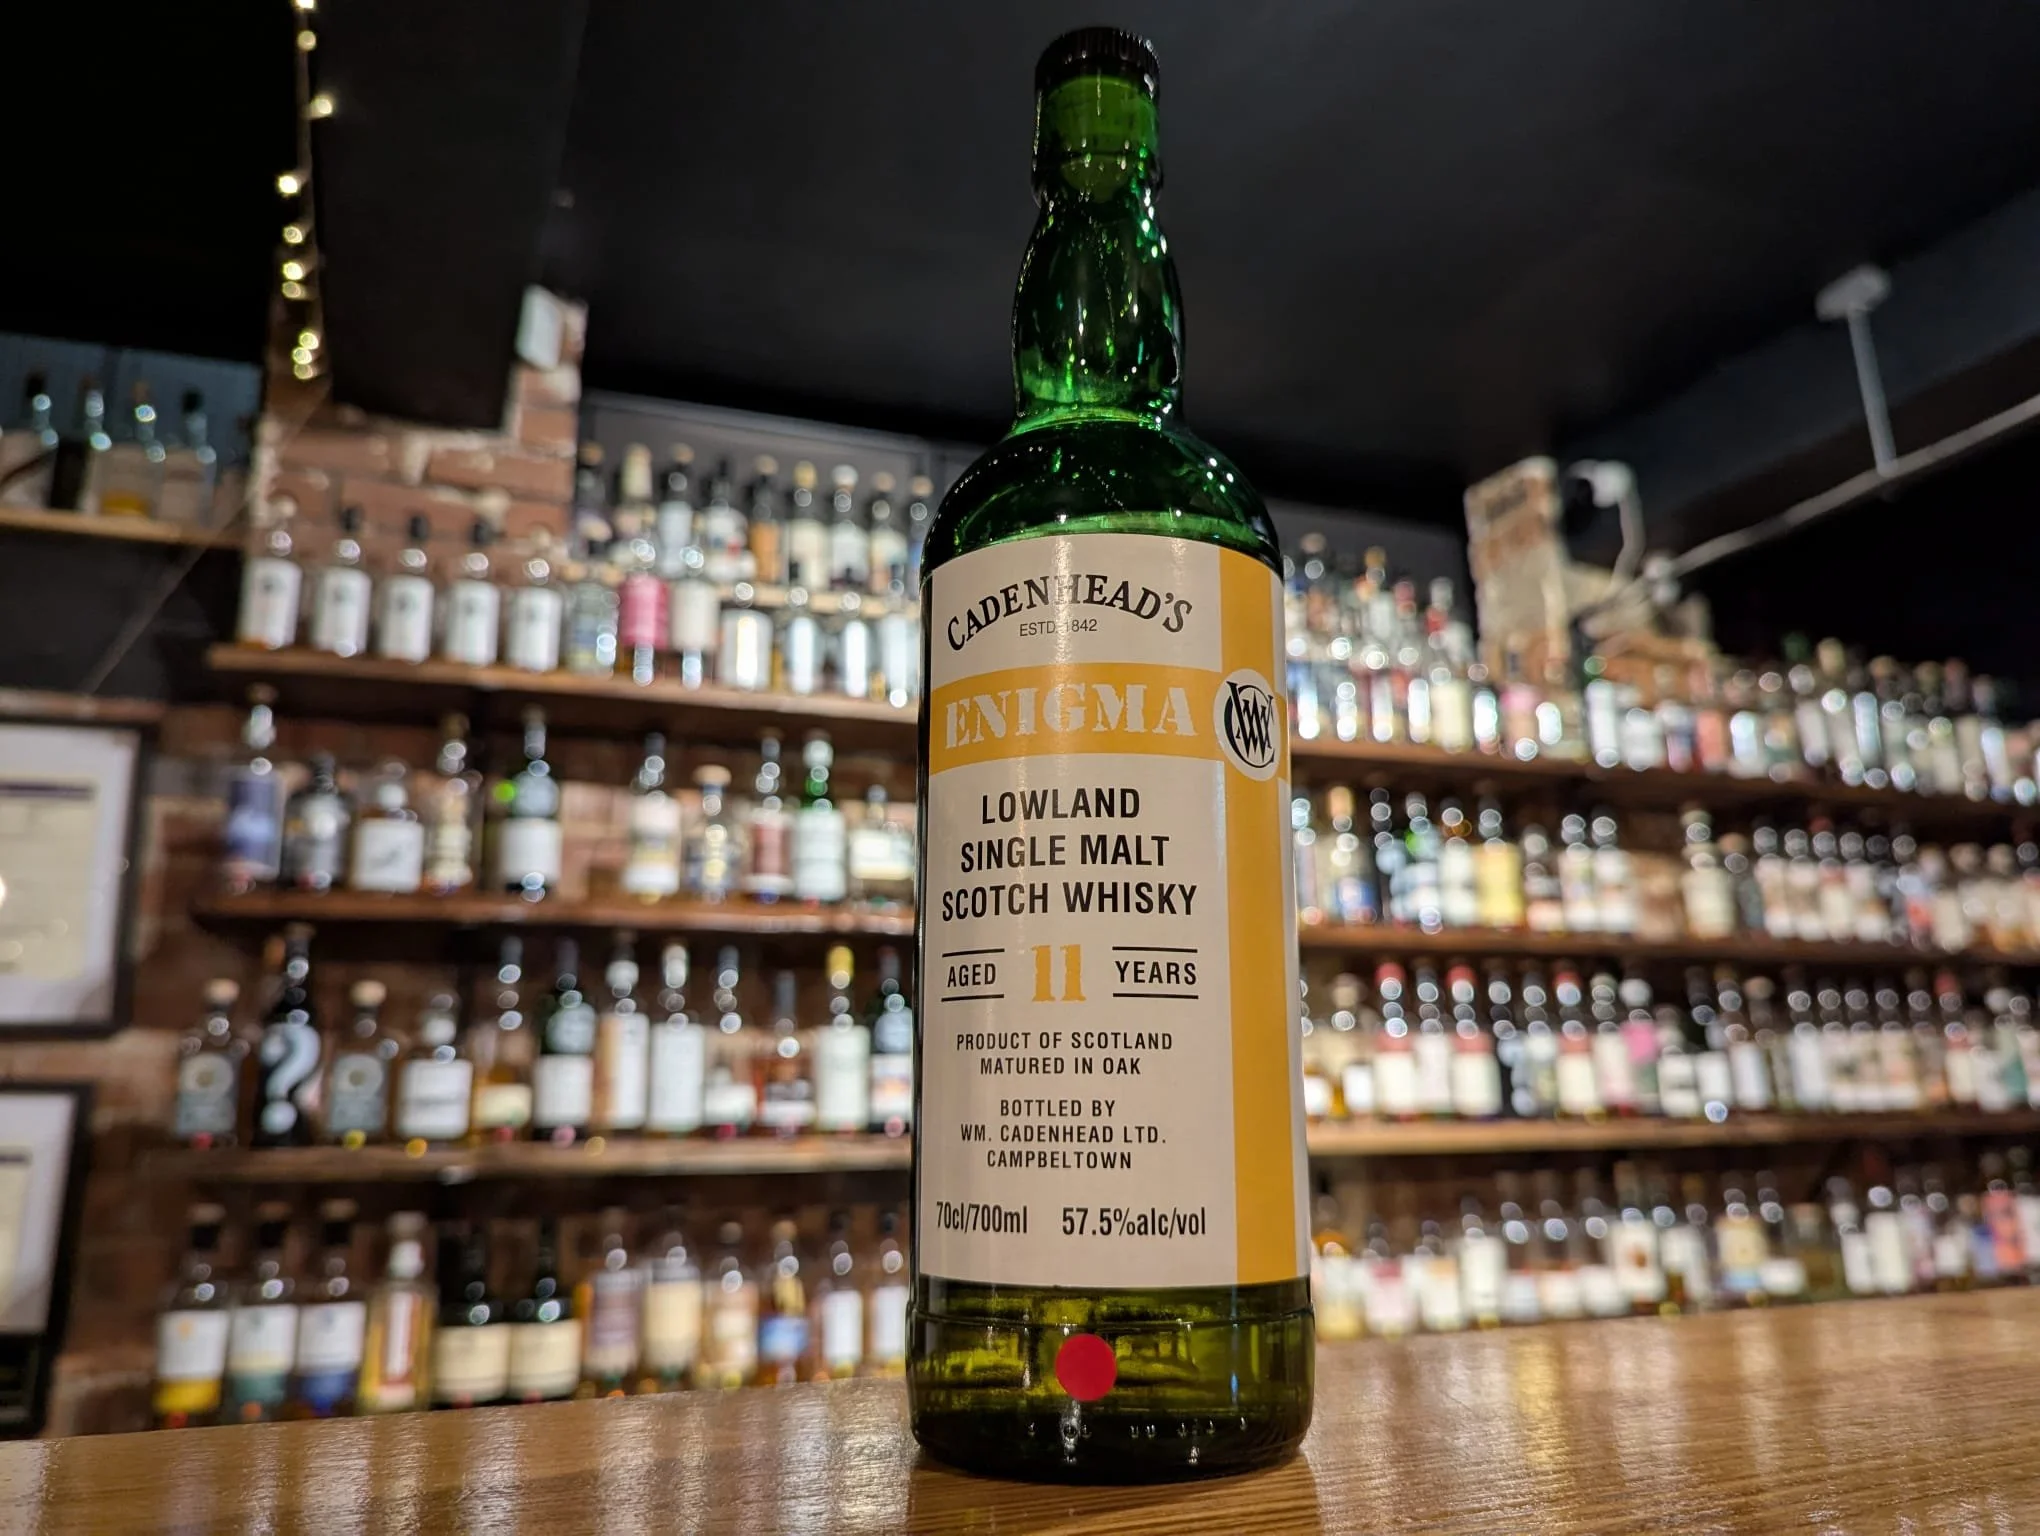 CADENHEAD'S
ESTD 1842
ENIGMA
LOWLAND
SINGLE MALT
SCOTCH WHISKY
AGED 11 YEARS
PRODUCT OF SCOTLAND
MATURED IN OAK
BOTTLED BY
WM. CADENHEAD LTD.
CAMPBELTOWN
70cl/700ml 57.5%alc/vol
?